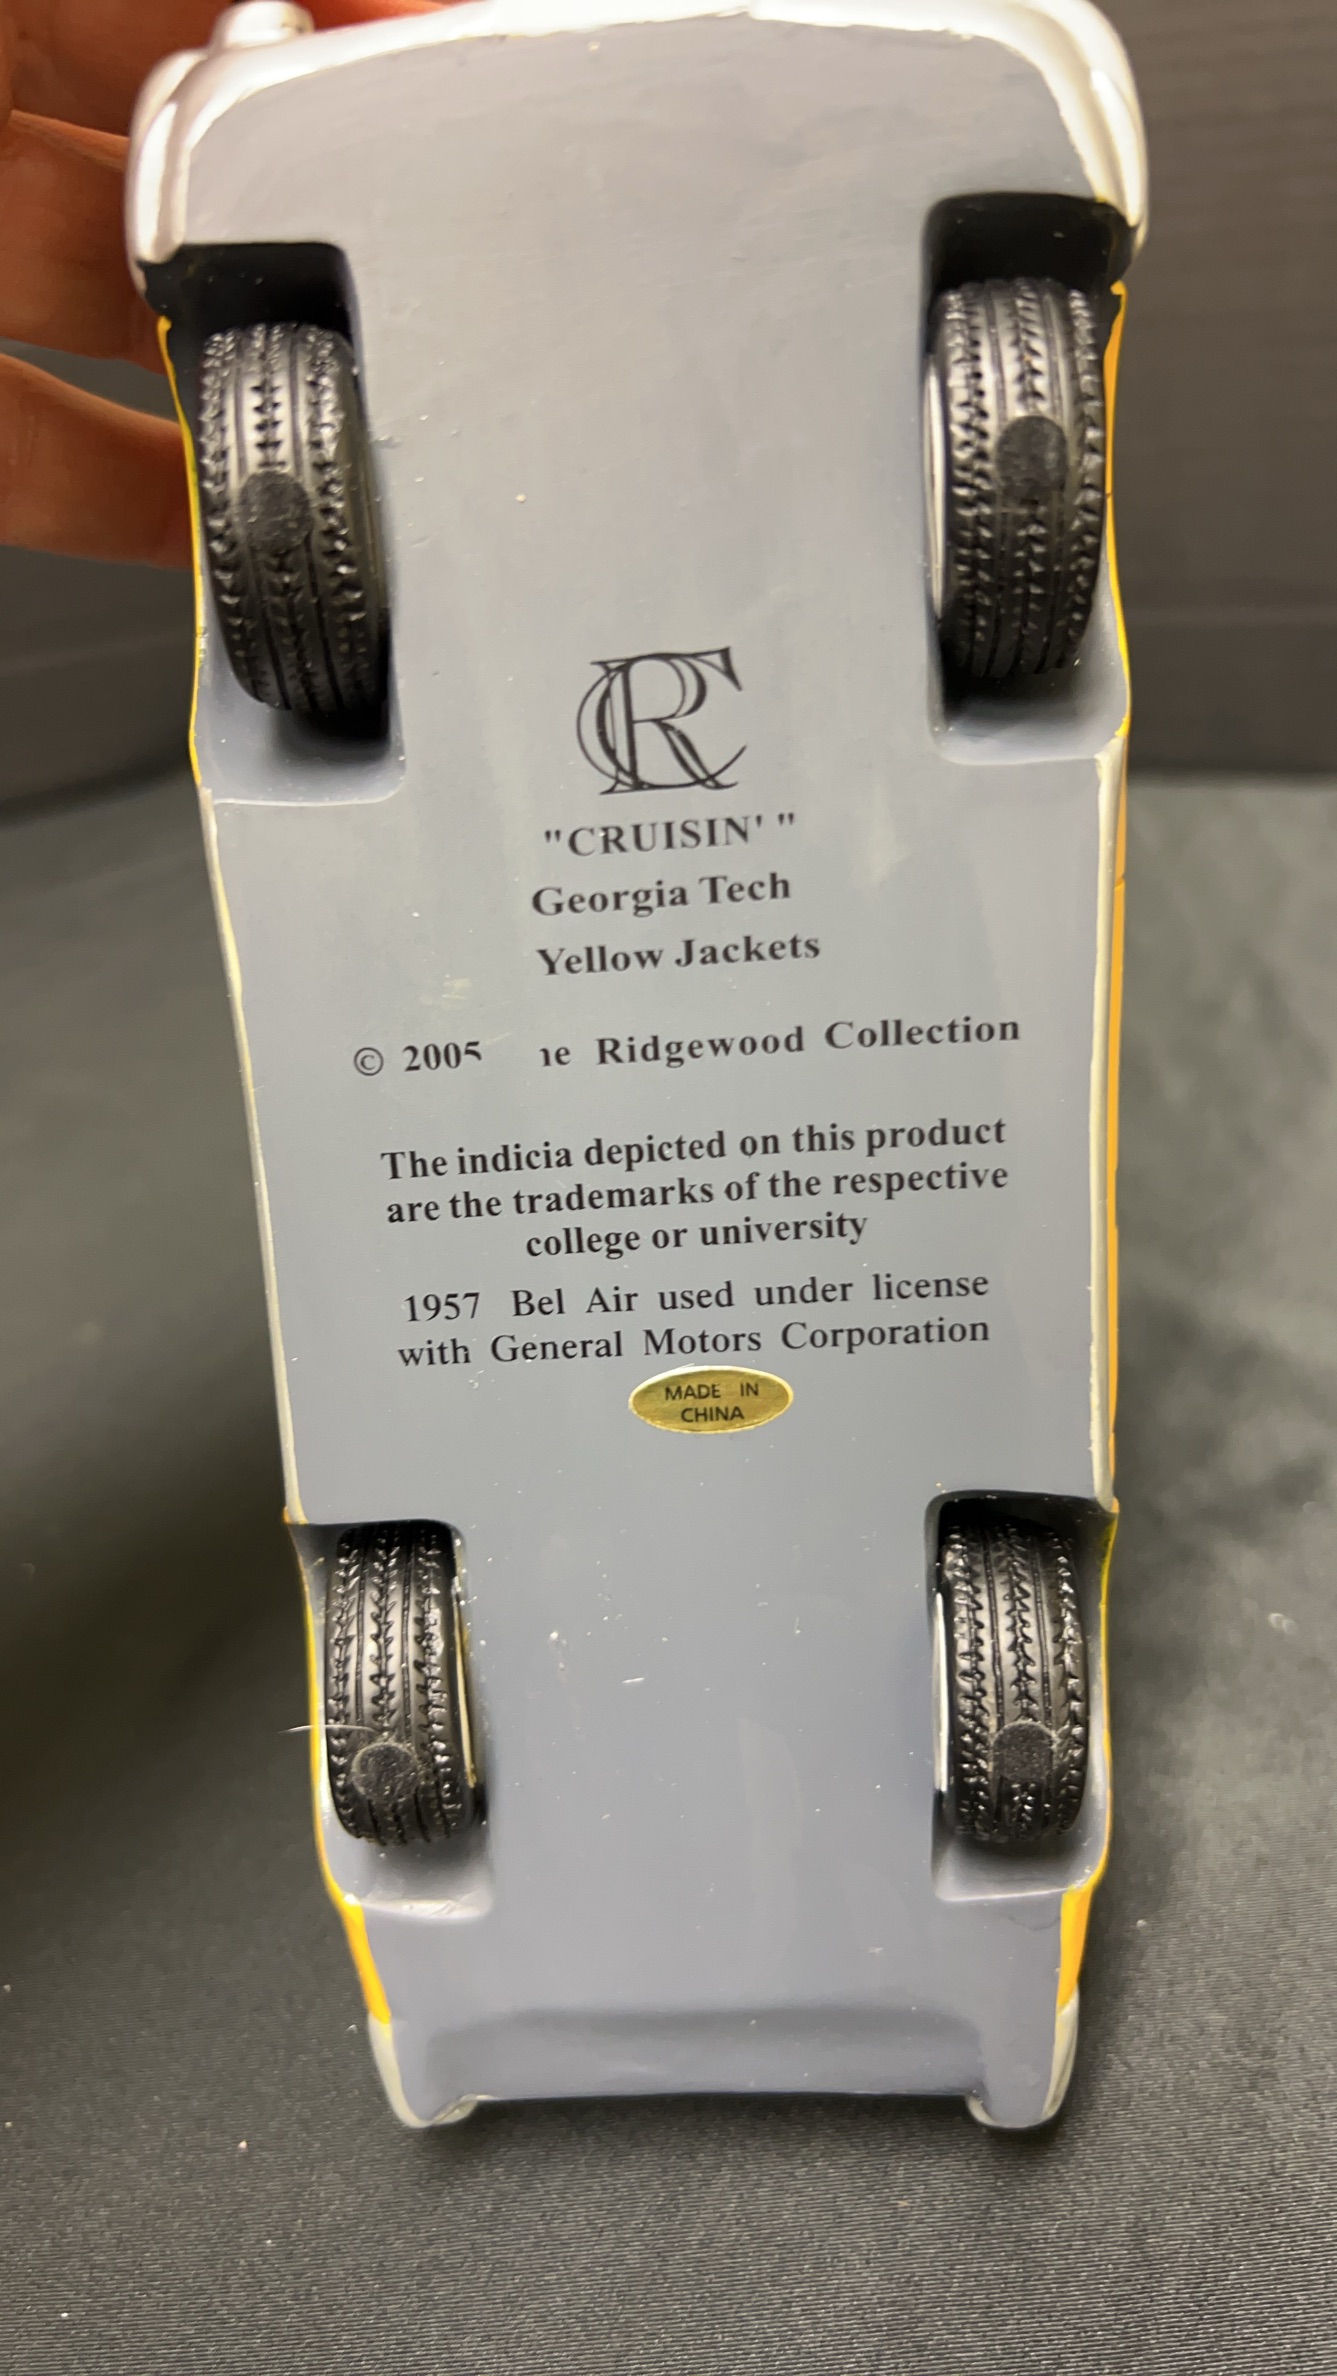 RC
"CRUISIN' "
Georgia Tech
Yellow Jackets
© 2005 Ridgewood Collection
The indicia depicted on this product
are the trademarks of the respective
college or university
1957 Bel Air used under license
with General Motors Corporation
MADE IN
CHINA